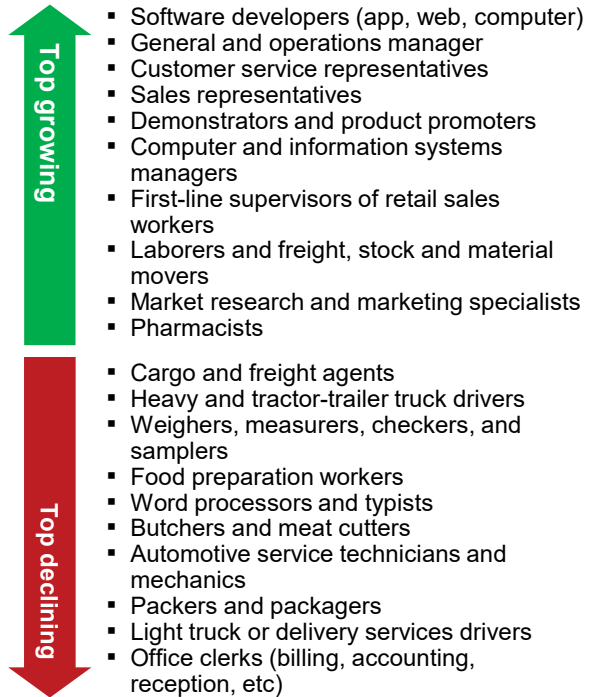 Top growing
▪ Software developers (app, web, computer)
▪ General and operations manager
▪ Customer service representatives
▪ Sales representatives
▪ Demonstrators and product promoters
▪ Computer and information systems
managers
▪ First-line supervisors of retail sales
workers
▪ Laborers and freight, stock and material
movers
▪ Market research and marketing specialists
▪ Pharmacists
Top declining
▪ Cargo and freight agents
▪ Heavy and tractor-trailer truck drivers
▪ Weighers, measurers, checkers, and
samplers
▪ Food preparation workers
▪ Word processors and typists
▪ Butchers and meat cutters
▪ Automotive service technicians and
mechanics
▪ Packers and packagers
▪ Light truck or delivery services drivers
▪ Office clerks (billing, accounting,
reception, etc)